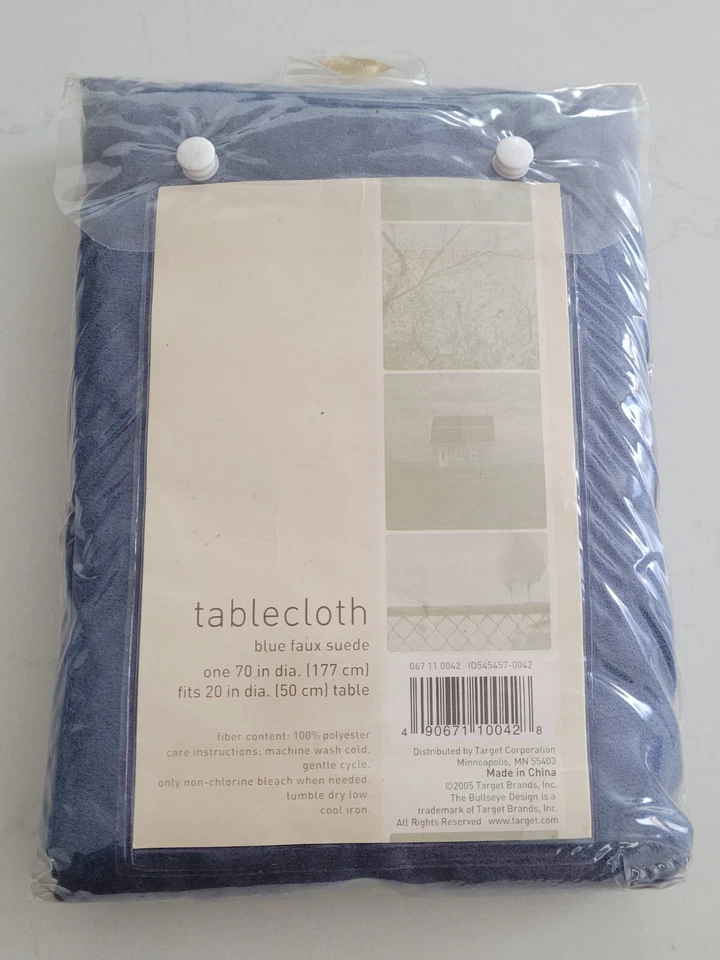 tablecloth
blue faux suede
one 70 in dia. (177 cm)
fits 20 in dia. (50 cm) table
fiber content: 100% polyester
care instructions: machine wash cold.
gentle cycle.
only non-chlorine bleach when needed.
tumble dry low.
cool iron.
067 11 0042 ID545457-0042
4 90671 10042 8
Distributed by Target Corporation
Minneapolis, MN 55403
Made in China
©2005 Target Brands, Inc.
The Bullseye Design is a
trademark of Target Brands, Inc.
All Rights Reserved www.target.com